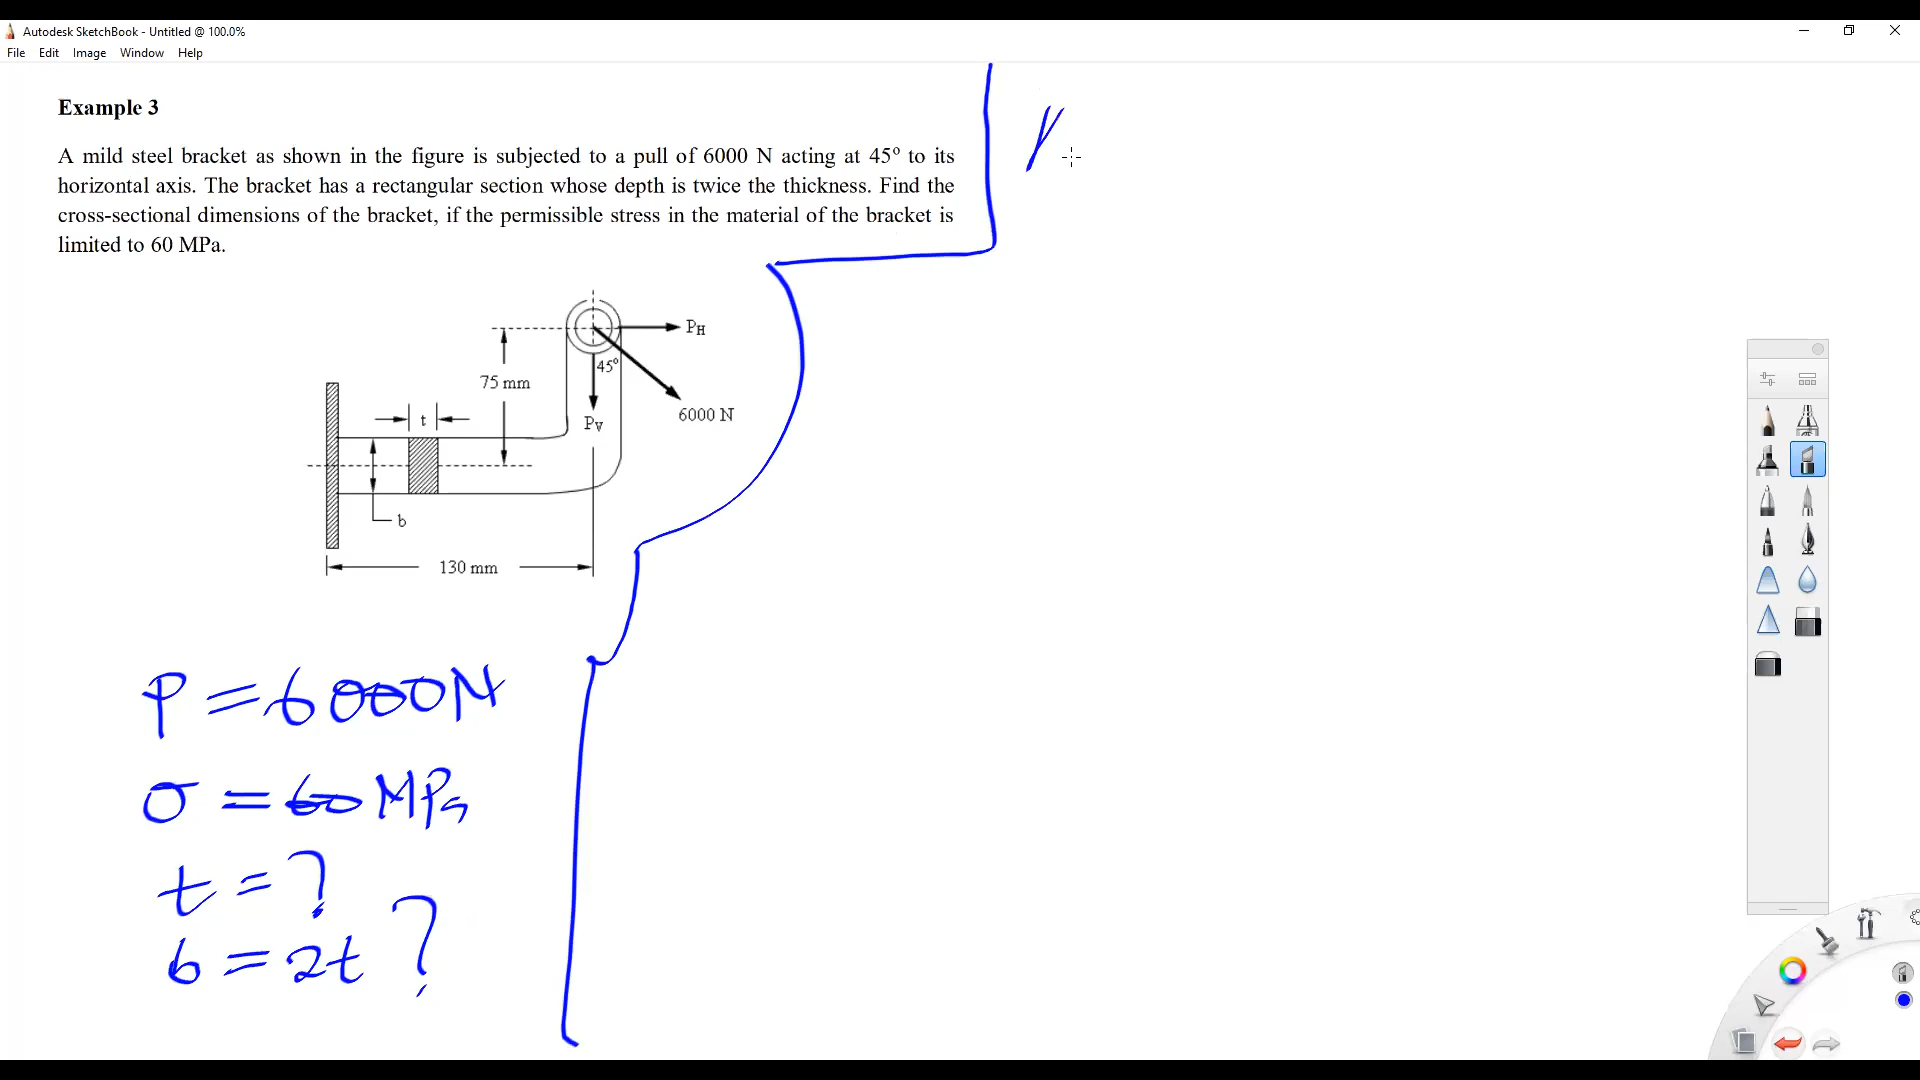 Autodesk SketchBook - Untitled @ 100.0%
File Edit Image Window Help
Example 3
A mild steel bracket as shown in the figure is subjected to a pull of 6000 N acting at 45º to its
horizontal axis. The bracket has a rectangular section whose depth is twice the thickness. Find the
cross-sectional dimensions of the bracket, if the permissible stress in the material of the bracket is
limited to 60 MPa.
PH
45º
75 mm
6000 N
t
PV
b
130 mm
P = 6000N
σ = 60 MPa
t = ?
b = 2t ?